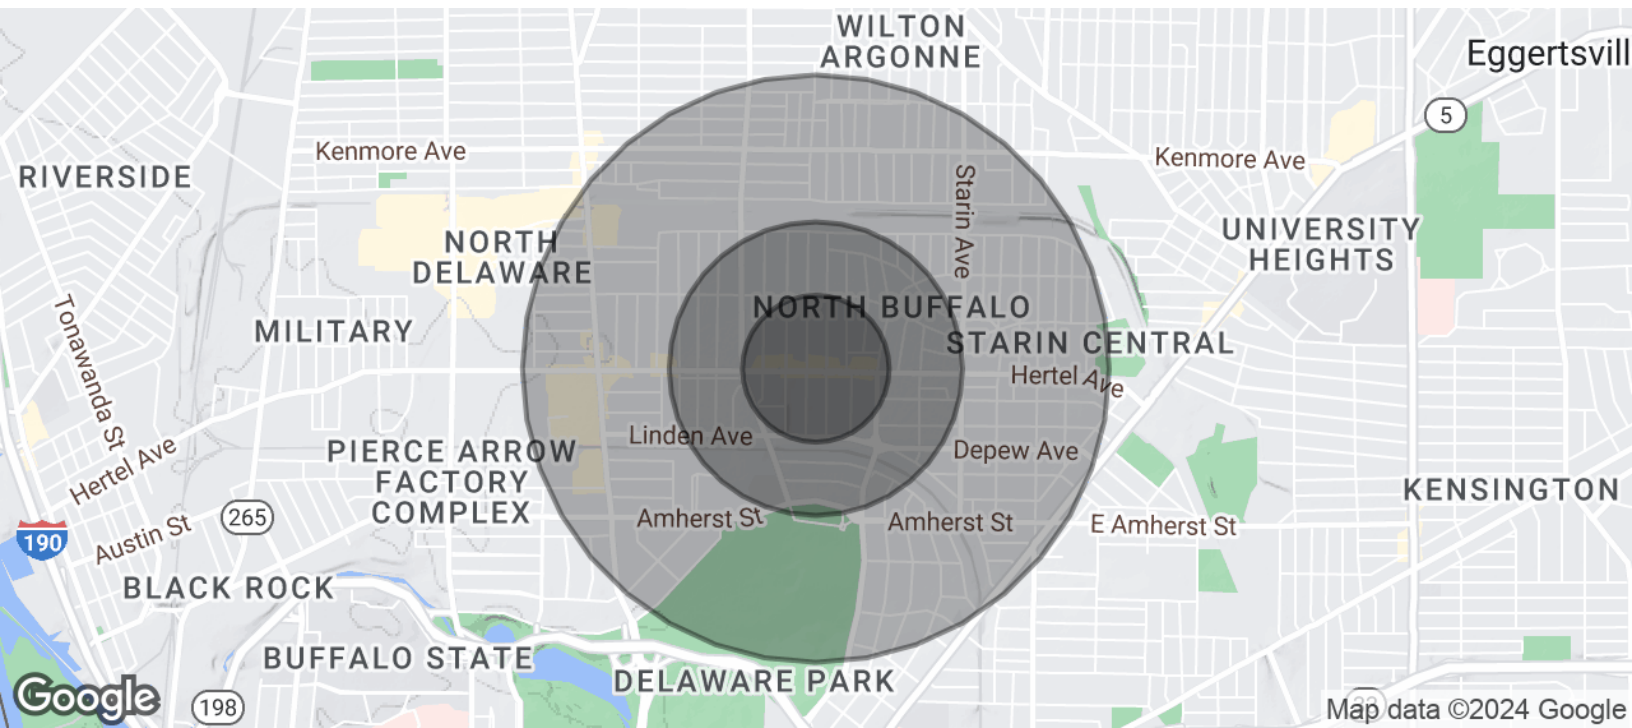 WILTON
ARGONNE
Eggertsvill
5
Kenmore Ave
Kenmore Ave
RIVERSIDE
Starin Ave
UNIVERSITY
HEIGHTS
NORTH
DELAWARE
NORTH BUFFALO
MILITARY
STARIN CENTRAL
Tonawanda St
Hertel Ave
Linden Ave
Depew Ave
PIERCE ARROW
FACTORY
COMPLEX
Hertel Ave
KENSINGTON
265
Amherst St
Amherst St
E Amherst St
190
Austin St
BLACK ROCK
BUFFALO STATE
DELAWARE PARK
Google
198
Map data ©2024 Google